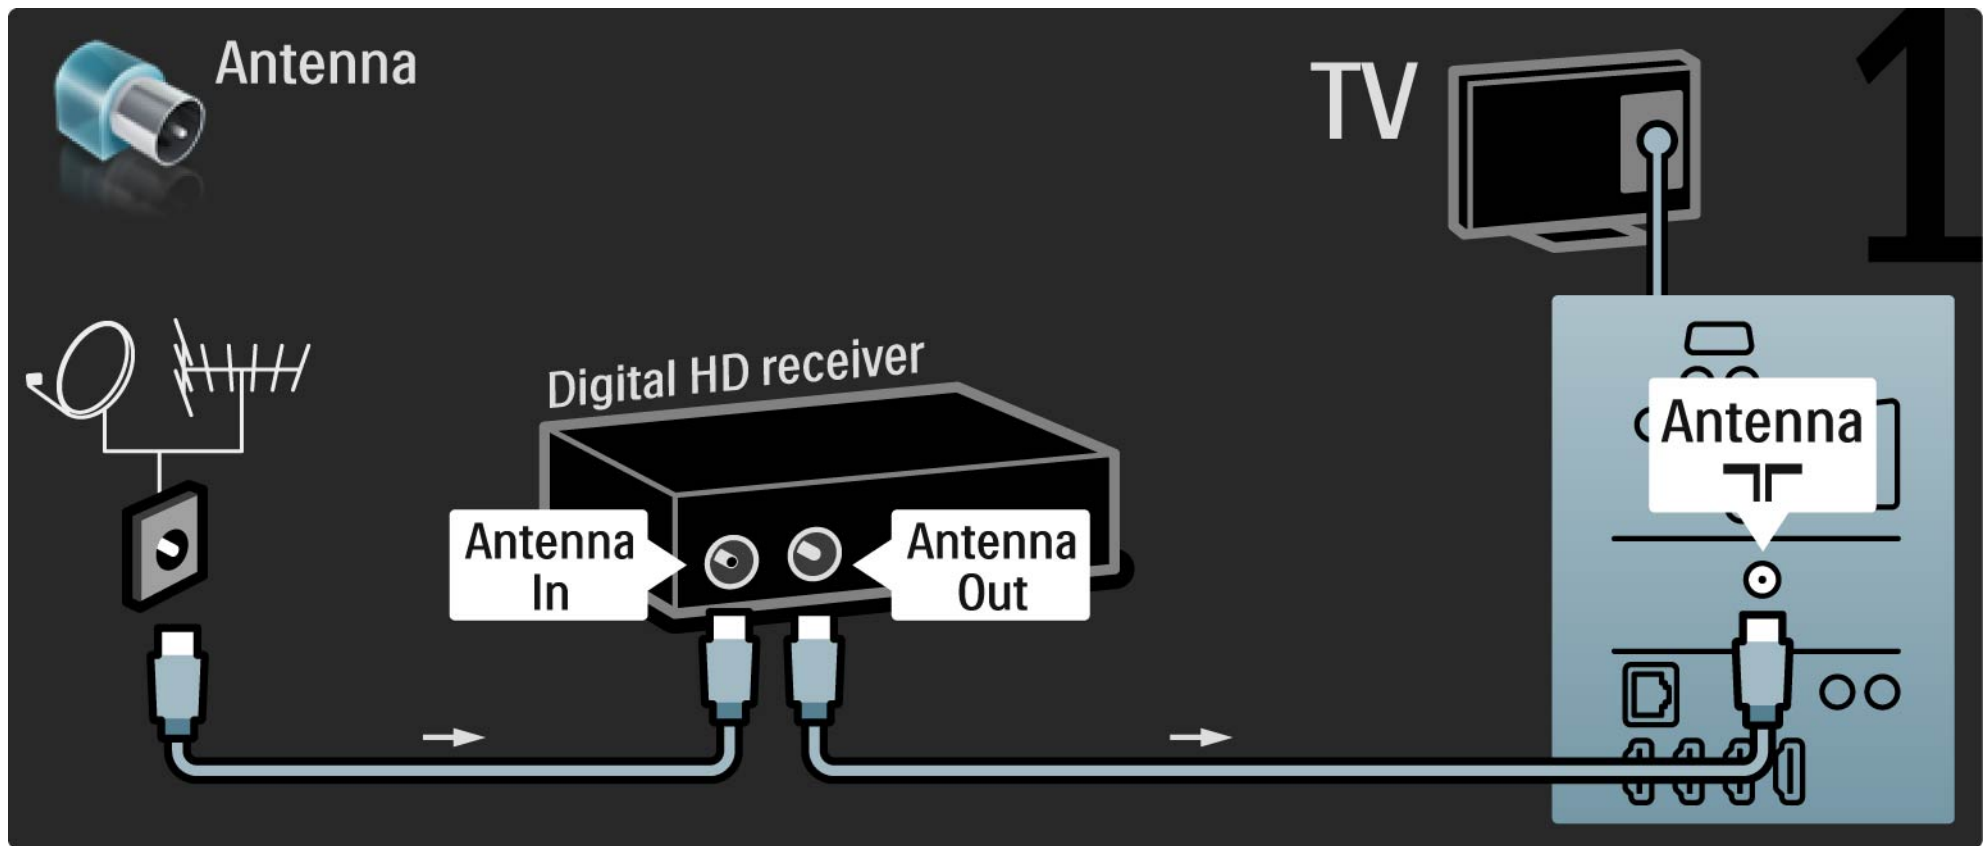 Antenna
TV
1
Digital HD receiver
Antenna
In
Antenna
Out
Antenna